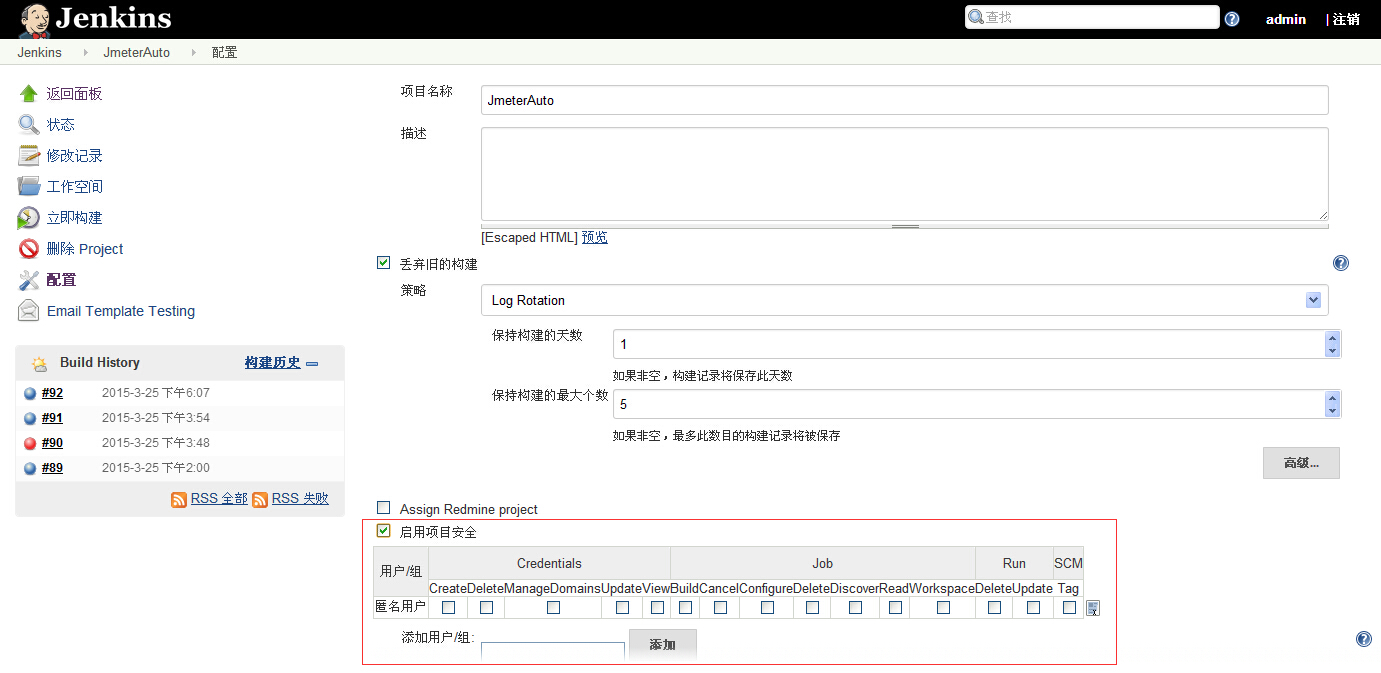 Jenkins
查找
admin
| 注销
Jenkins
JmeterAuto
配置
返回面板
状态
修改记录
工作空间
立即构建
删除 Project
配置
Email Template Testing
Build History
构建历史
#92 2015-3-25 下午6:07
#91 2015-3-25 下午3:54
#90 2015-3-25 下午3:48
#89 2015-3-25 下午2:00
RSS 全部
RSS 失败
项目名称
JmeterAuto
描述
[Escaped HTML] 预览
丢弃旧的构建
策略
Log Rotation
保持构建的天数
1
如果非空，构建记录将保存此天数
保持构建的最大个数
5
如果非空，最多此数目的构建记录将被保存
高级...
Assign Redmine project
启用项目安全
用户/组 Credentials Job Run SCM
Create Delete ManageDomains Update View Build Cancel Configure Delete Discover Read Workspace Delete Update Tag
匿名用户
添加用户/组:
添加